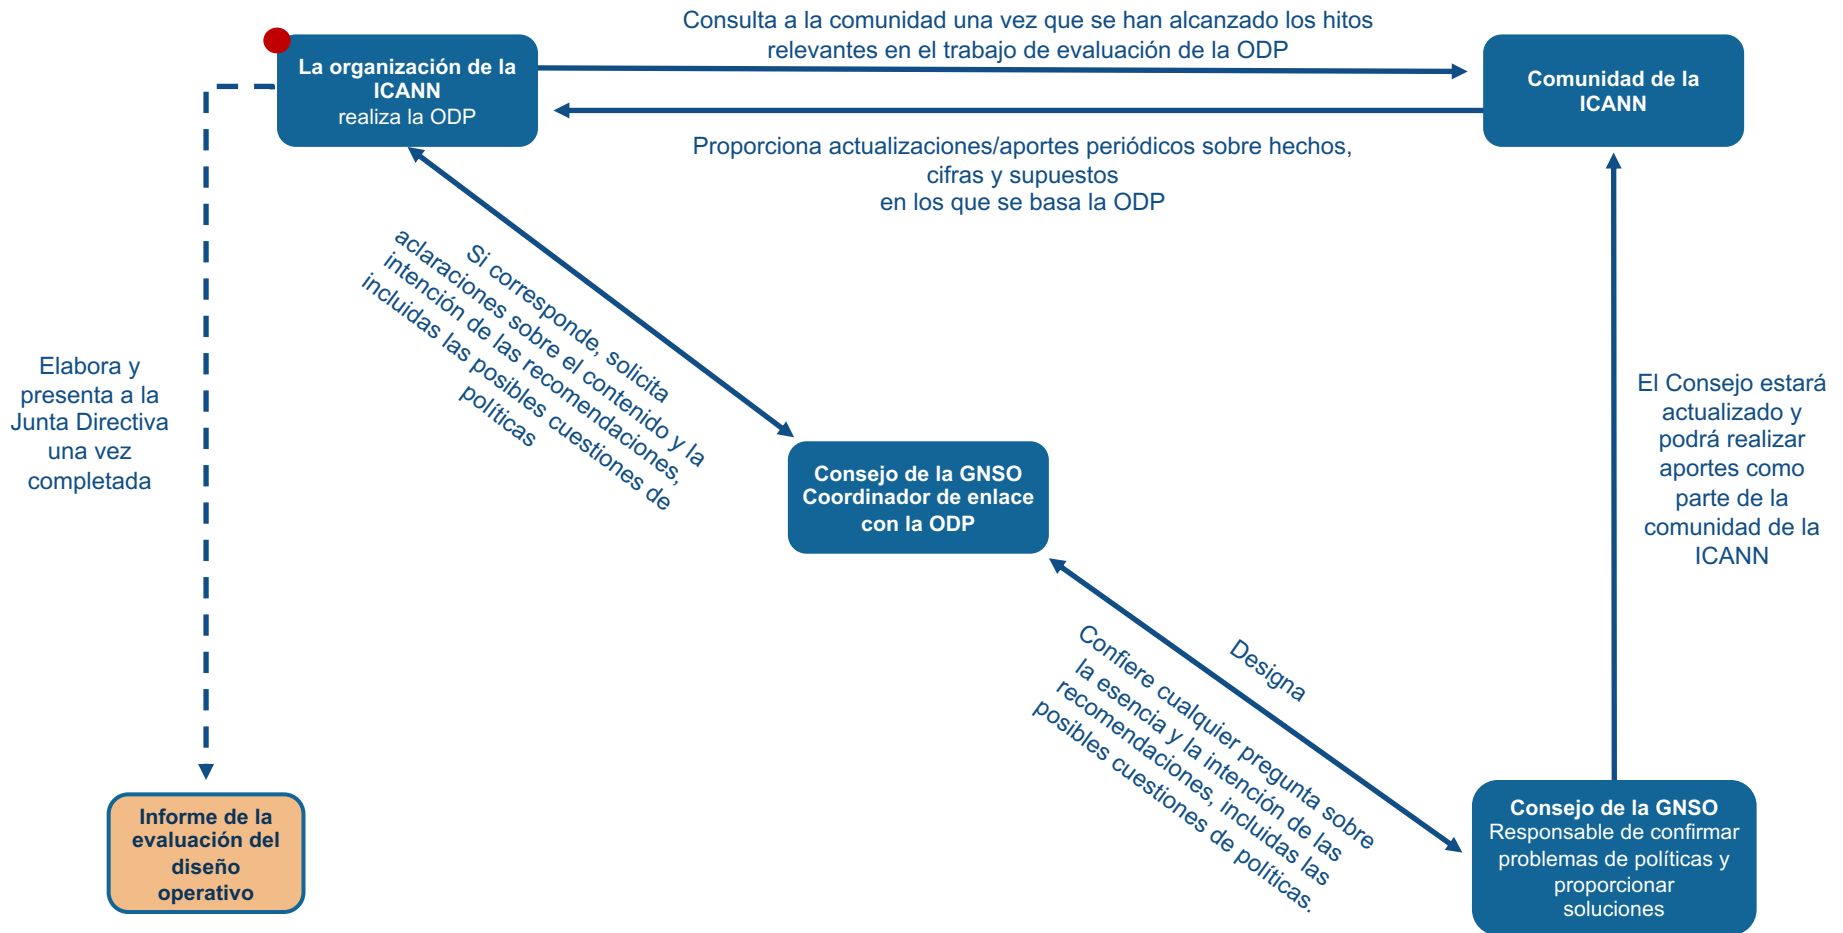 Consulta a la comunidad una vez que se han alcanzado los hitos
relevantes en el trabajo de evaluación de la ODP
La organización de la
ICANN
realiza la ODP
Comunidad de la
ICANN
Proporciona actualizaciones/aportes periódicos sobre hechos,
cifras y supuestos
en los que se basa la ODP
Si corresponde, solicita
aclaraciones sobre el contenido y la
intención de las recomendaciones,
incluidas las posibles cuestiones de
políticas
Elabora y
presenta a la
Junta Directiva
una vez
completada
El Consejo estará
actualizado y
podrá realizar
aportes como
parte de la
comunidad de la
ICANN
Consejo de la GNSO
Coordinador de enlace
con la ODP
Designa
Confiere cualquier pregunta sobre
la esencia y la intención de las
recomendaciones, incluidas las
posibles cuestiones de políticas.
Informe de la
evaluación del
diseño
operativo
Consejo de la GNSO
Responsable de confirmar
problemas de políticas y
proporcionar
soluciones